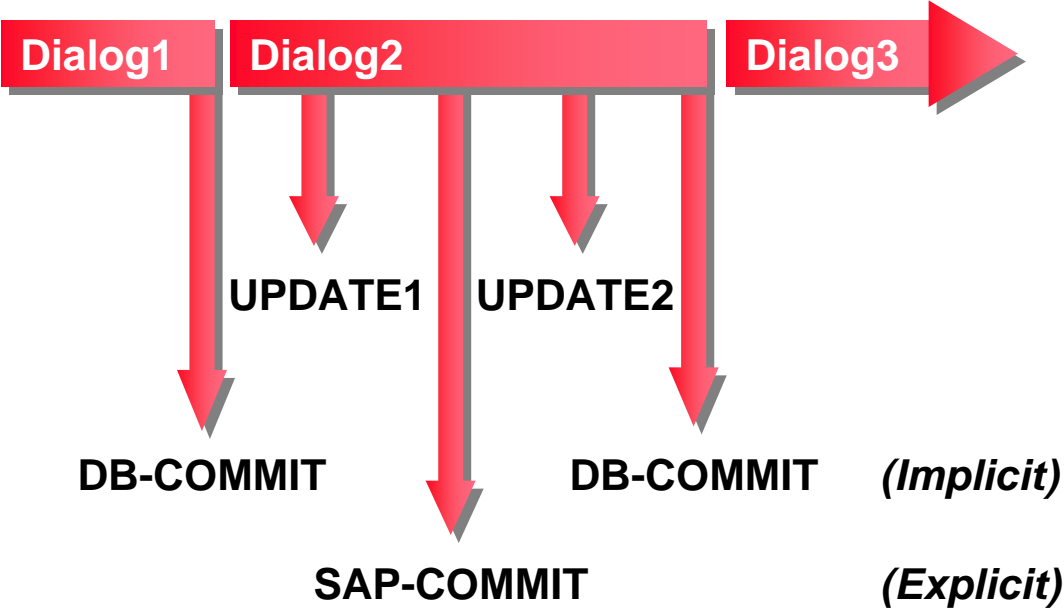 Dialog1 Dialog2 Dialog3
UPDATE1 UPDATE2
DB-COMMIT DB-COMMIT (Implicit)
SAP-COMMIT (Explicit)